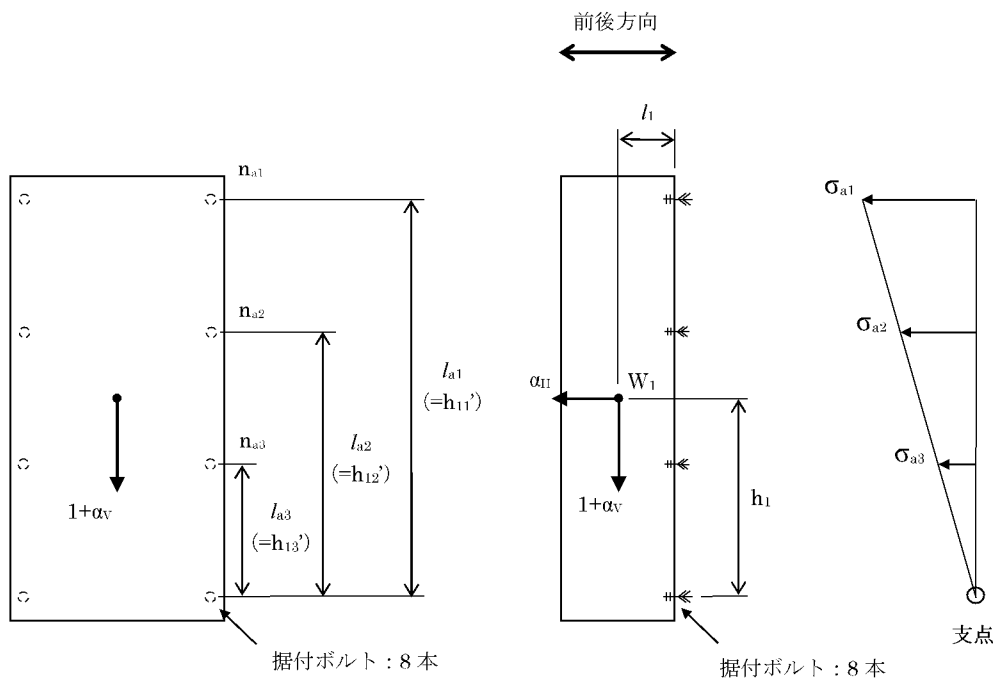 前後方向
l1
na1
na2
na3
la1
(=h11')
la2
(=h12')
la3
(=h13')
1+αV
据付ボルト：8 本
αH
W1
1+αV
h1
据付ボルト：8 本
σa1
σa2
σa3
支点